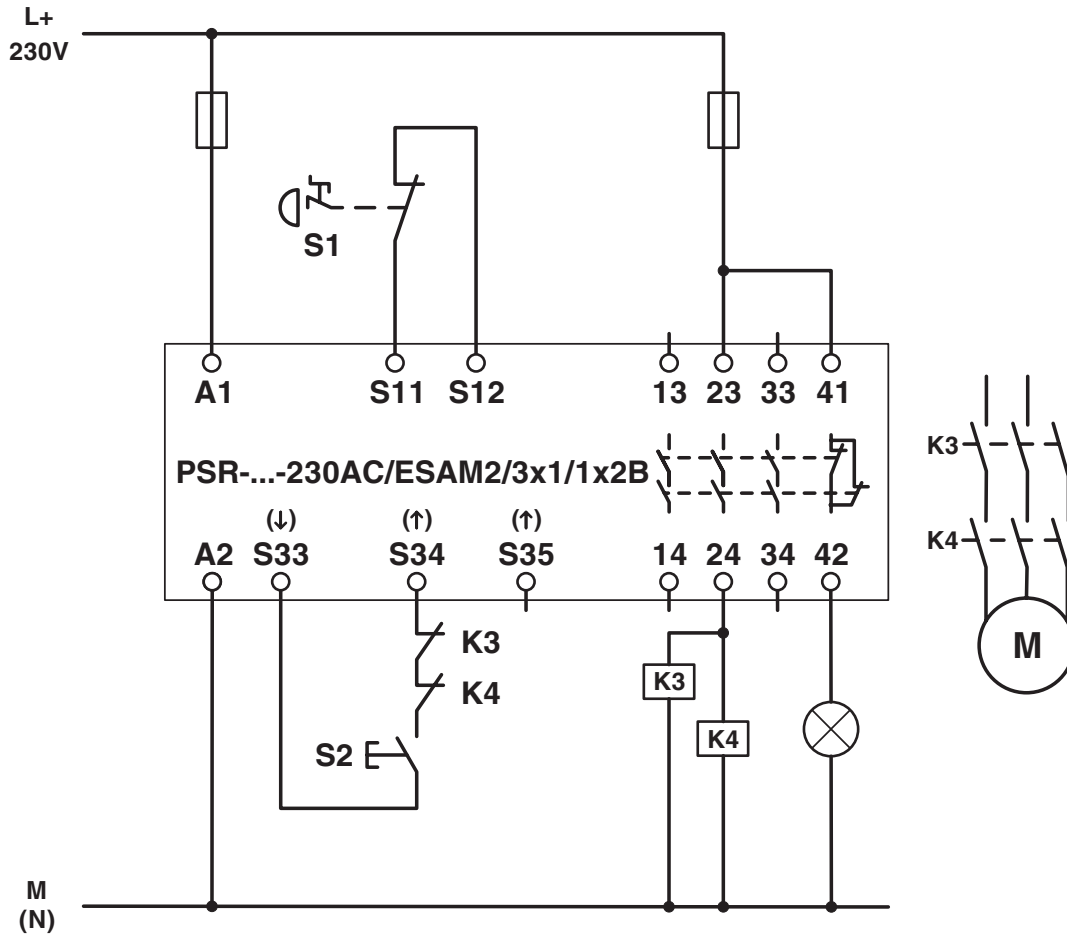 L+
230V
S1
A1 S11 S12 13 23 33 41
PSR-...-230AC/ESAM2/3x1/1x2B
K3
(↓) (↑) (↑)
A2 S33 S34 S35 14 24 34 42
K4
K3
K4
S2
K3
K4
M
M
(N)